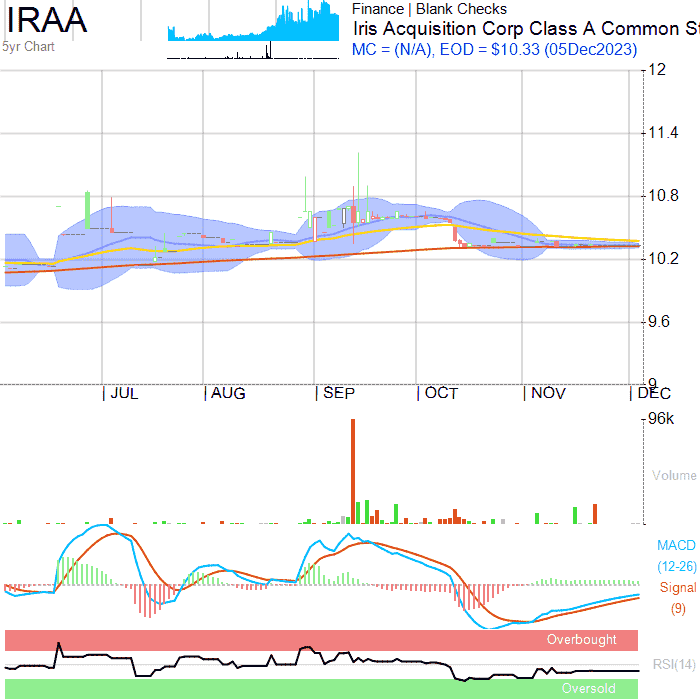 IRAA
5yr Chart
Finance | Blank Checks
Iris Acquisition Corp Class A Common St
MC = (N/A), EOD = $10.33 (05Dec2023)
12
11.4
10.8
10.2
9.6
9
JUL
AUG
SEP
OCT
NOV
DEC
96k
Volume
MACD
(12-26)
Signal
(9)
Overbought
RSI(14)
Oversold